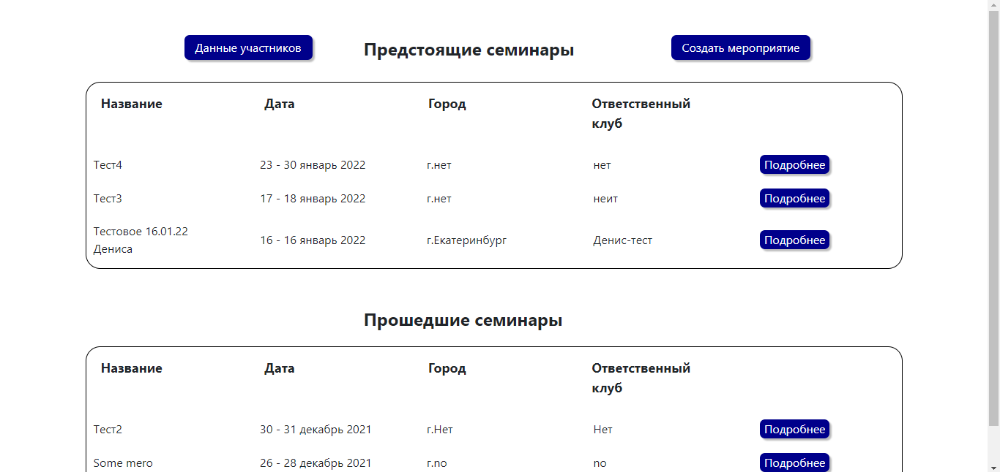 Данные участников
Предстоящие семинары
Создать мероприятие
Название Дата Город Ответственный
клуб
Тест4 23 - 30 январь 2022 г.нет нет Подробнее
Тест3 17 - 18 январь 2022 г.нет неит Подробнее
Тестовое 16.01.22
Дениса 16 - 16 январь 2022 г.Екатеринбург Денис-тест Подробнее
Прошедшие семинары
Название Дата Город Ответственный
клуб
Тест2 30 - 31 декабрь 2021 г.Нет Нет Подробнее
Some mero 26 - 28 декабрь 2021 г.no no Подробнее